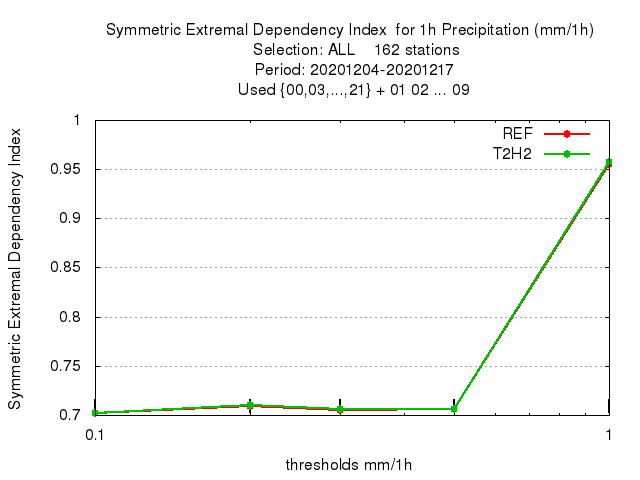 Symmetric Extremal Dependency Index  for 1h Precipitation (mm/1h)
Selection: ALL    162 stations
Period: 20201204-20201217
Used {00,03,...,21} + 01 02 ... 09
Symmetric Extremal Dependency Index
1
0.95
0.9
0.85
0.8
0.75
0.7
REF
T2H2
0.1
1
thresholds mm/1h